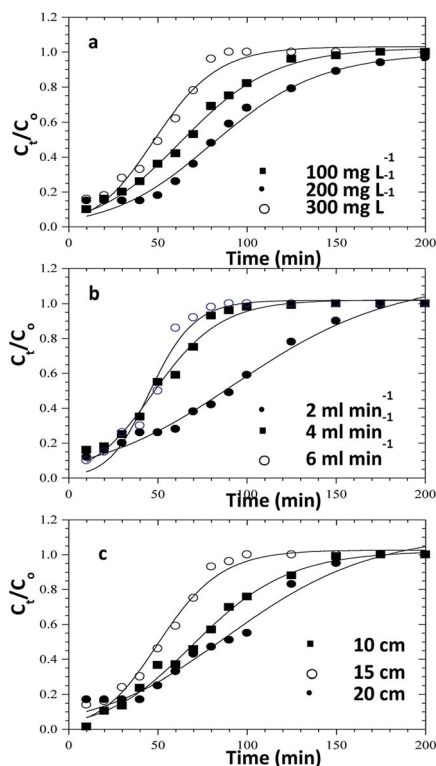 a
1.2
1.0
0.8
0.6
0.4
0.2
0.0
Ct/Co
100 mg L-1
200 mg L-1
300 mg L-1
0 50 100 150 200
Time (min)
b
1.2
1.0
0.8
0.6
0.4
0.2
0.0
Ct/Co
2 ml min-1
4 ml min-1
6 ml min-1
0 50 100 150 200
Time (min)
c
1.2
1.0
0.8
0.6
0.4
0.2
0.0
Ct/Co
10 cm
15 cm
20 cm
0 50 100 150 200
Time (min)